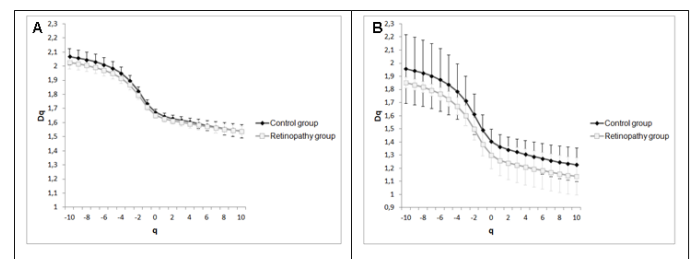 A
2,3
2,2
2,1
2
1,9
1,8
1,7
1,6
1,5
1,4
1,3
1,2
1,1
1
Dq
-10 -8 -6 -4 -2 0 2 4 6 8 10
q
Control group
Retinopathy group
B
2,3
2,2
2,1
2
1,9
1,8
1,7
1,6
1,5
1,4
1,3
1,2
1,1
1
0,9
Dq
-10 -8 -6 -4 -2 0 2 4 6 8 10
q
Control group
Retinopathy group